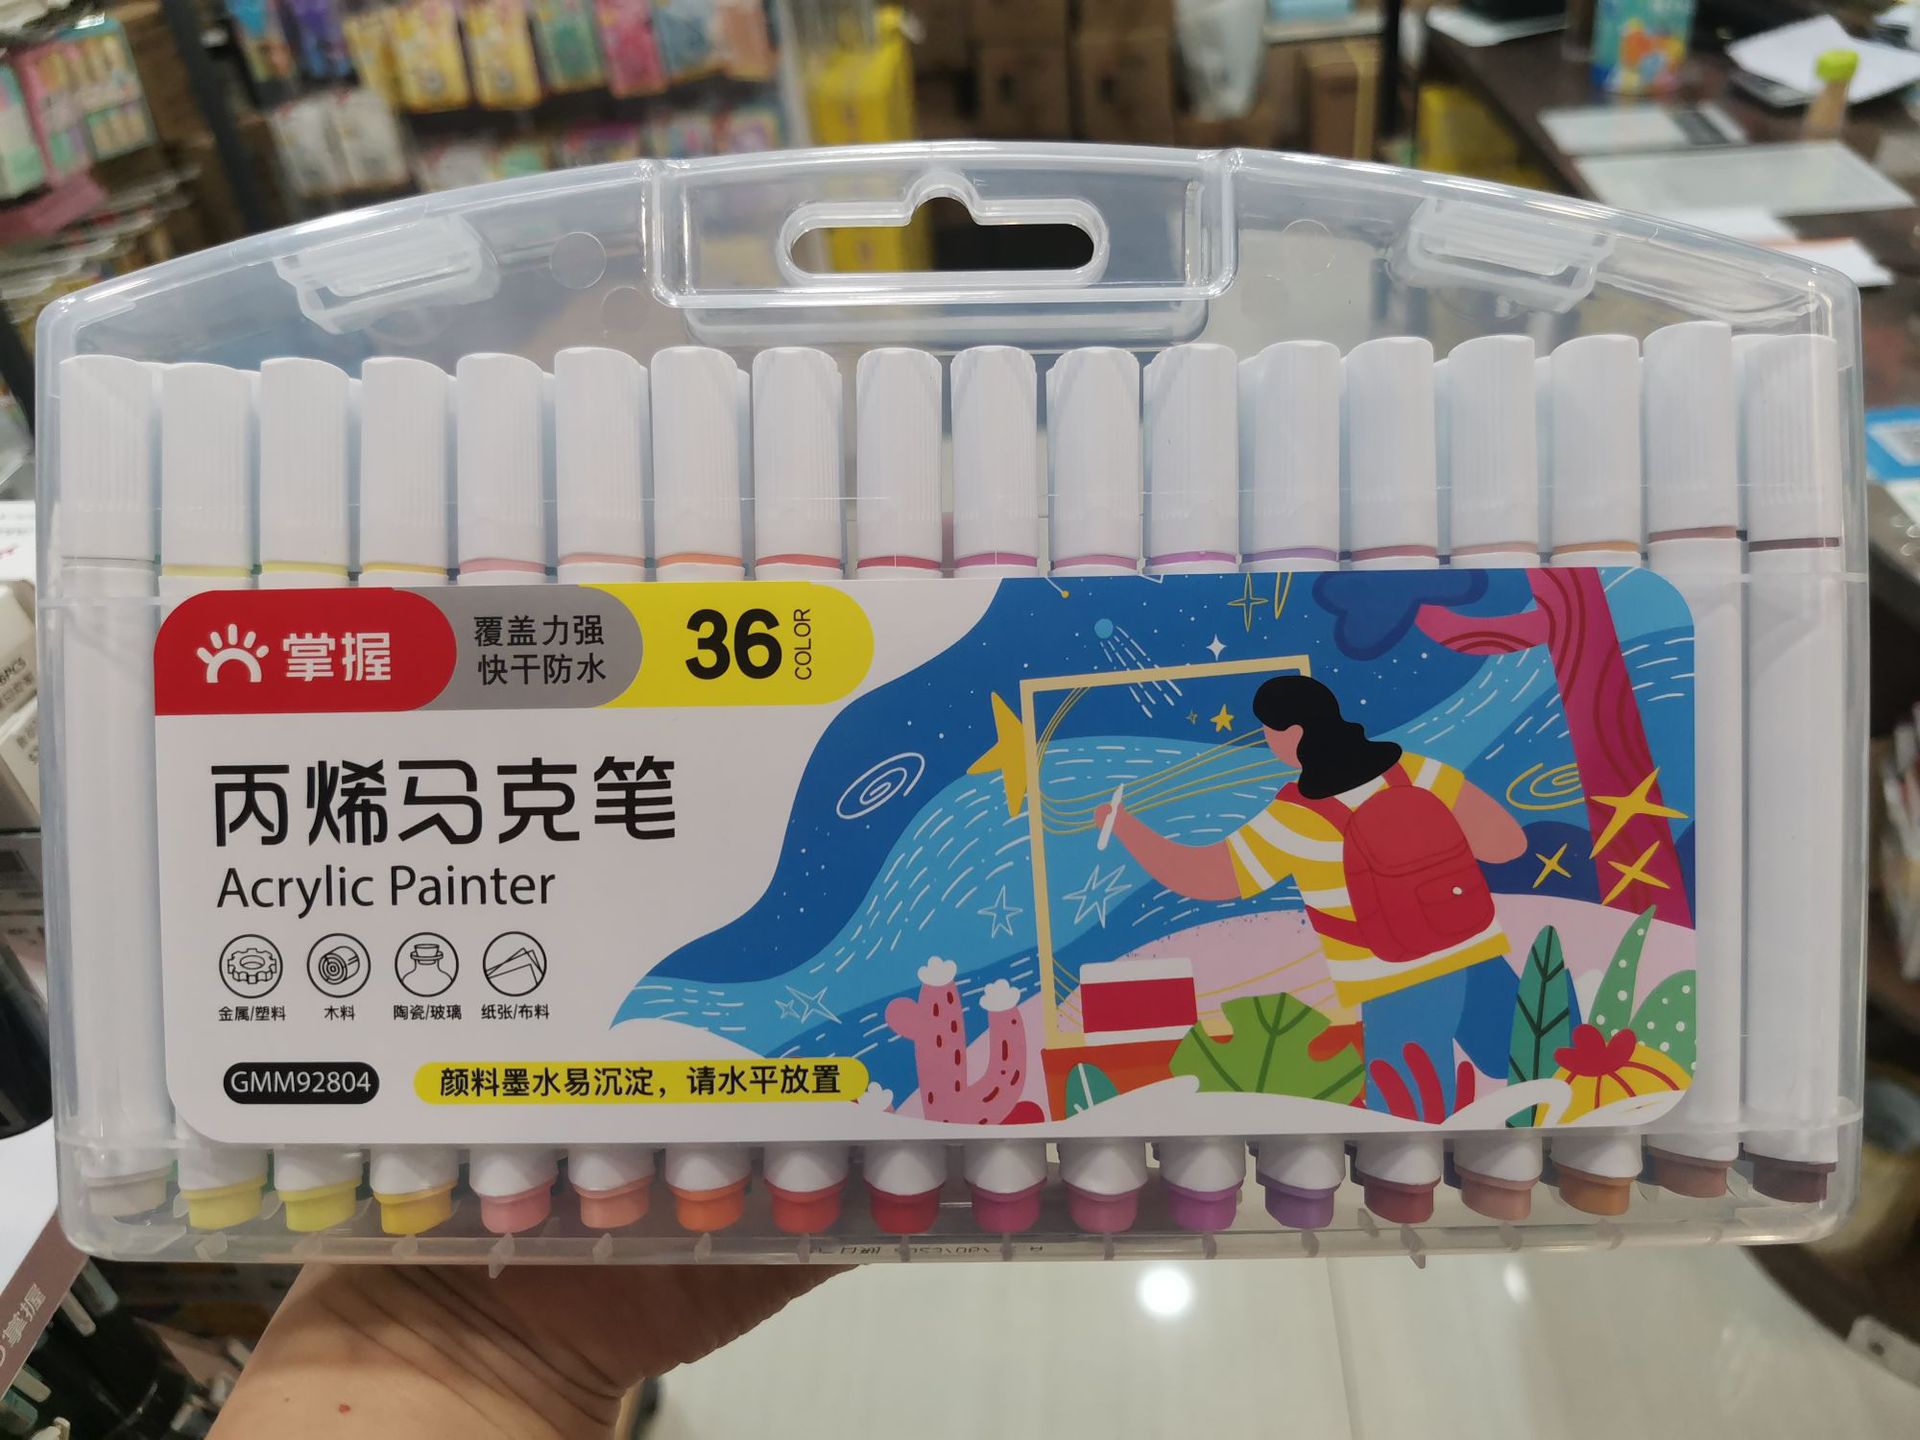 掌握
覆盖力强
快干防水
36
COLOR
丙烯马克笔
Acrylic Painter
金属/塑料
木料
陶瓷/玻璃
纸张/布料
GMM92804
颜料墨水易沉淀，请水平放置
掌握